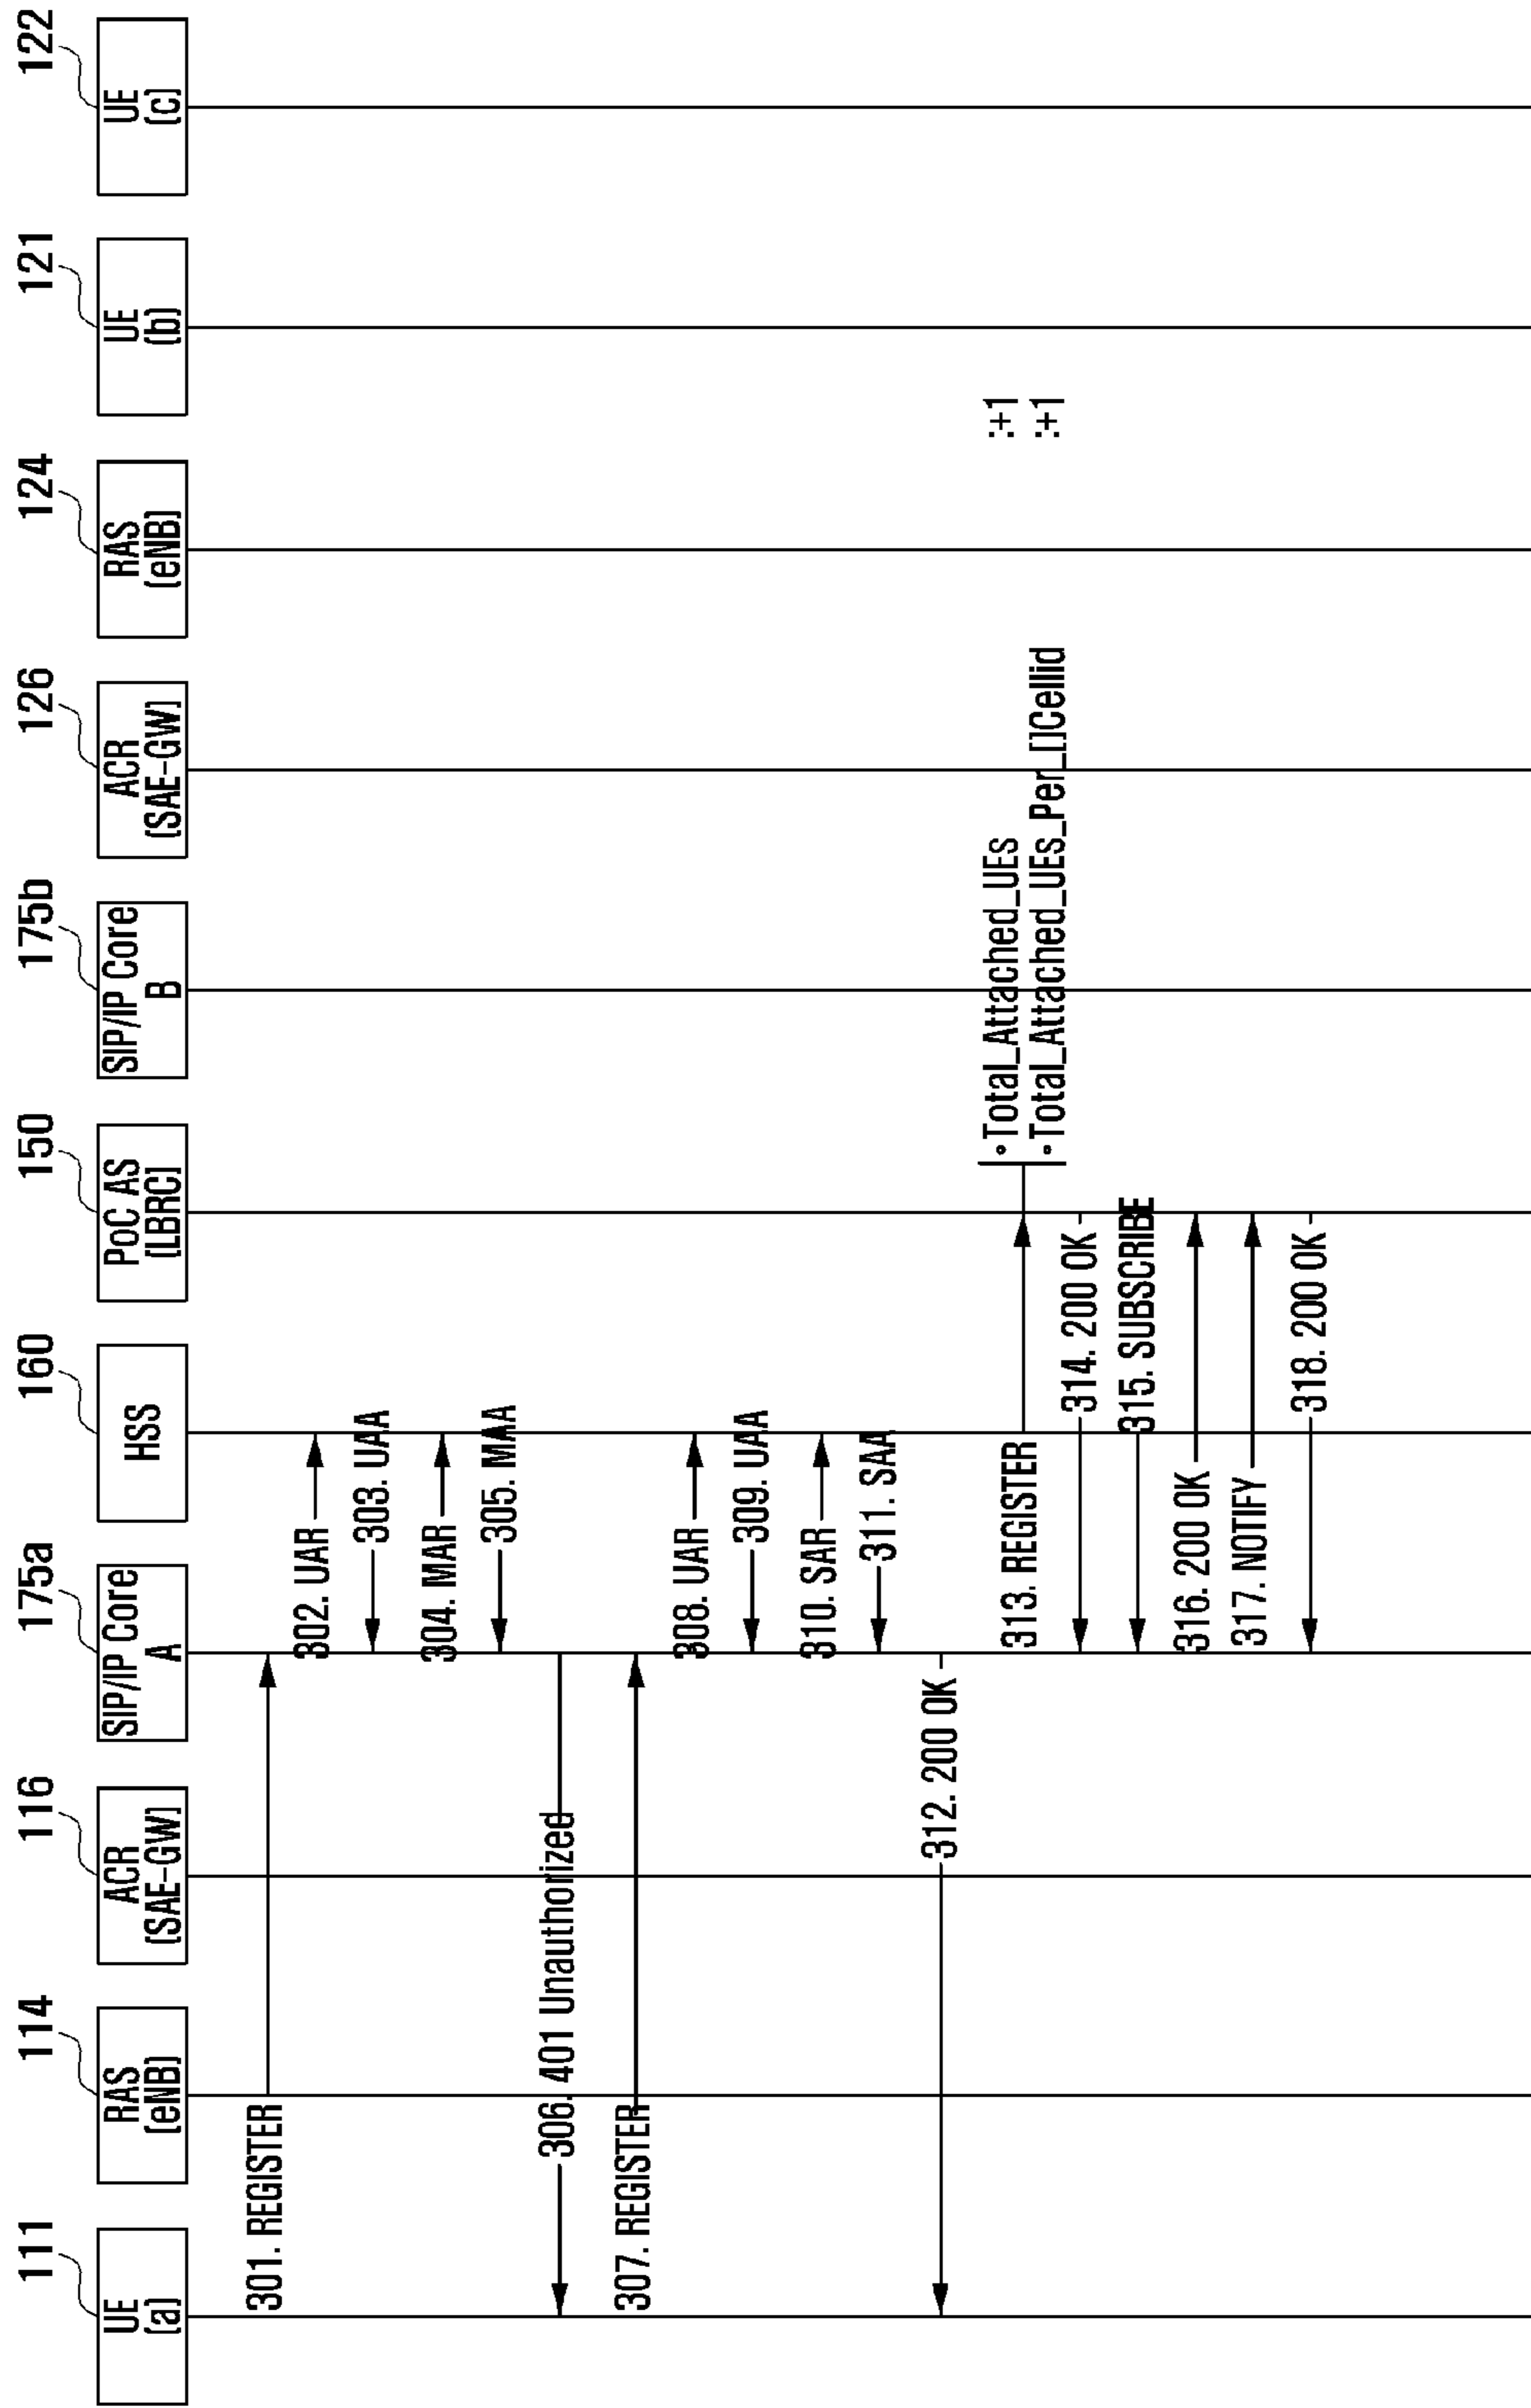 111
114
116
175a
160
150
175b
126
124
121
122
UE
(a)
RAS
(eNB)
ACR
(SAE-GW)
SIP/IP Core
A
HSS
PoC AS
(LBRC)
SIP/IP Core
B
ACR
(SAE-GW)
RAS
(eNB)
UE
(b)
UE
(c)
301. REGISTER
302. UAR
303. UAA
304. MAR
305. MAA
306. 401 Unauthorized
307. REGISTER
308. UAR
309. UAA
310. SAR
311. SAA
312. 200 OK
313. REGISTER
• Total_Attached_UEs :+1
• Total_Attached_UEs_Per_[]Cellid :+1
314. 200 OK
315. SUBSCRIBE
316. 200 OK
317. NOTIFY
318. 200 OK